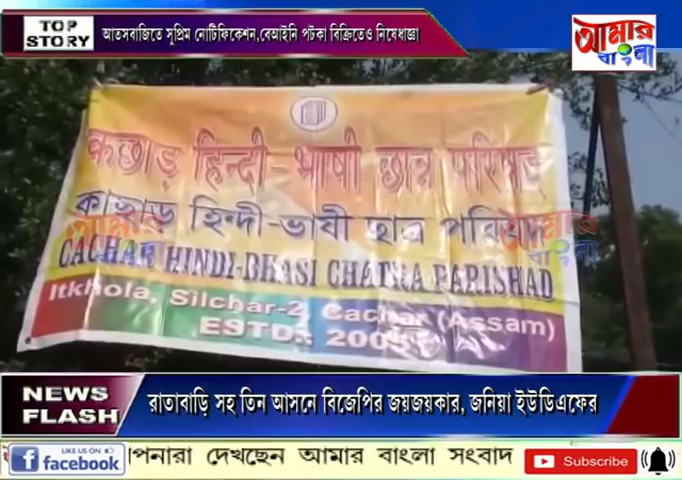 TOP STORY
আতসবাজিতে সুপ্রিম নোটিফিকেশন,বেআইনি পটকা বিক্রিতেও নিষেধাজ্ঞা
আমার
বাংলা
कछाड़ हिन्दी-भाषी छात्र परिषद
কাছাড় হিন্দী-ভাষী ছাত্র পরিষদ
CACHAR HINDI-BHASI CHATRA PARISHAD
Itkhola, Silchar-2, Cachar (Assam)
ESTD.
NEWS FLASH
রাতাবাড়ি সহ তিন আসনে বিজেপির জয়জয়কার, জনিয়া ইউডিএফের
LIKE US ON
facebook
পনারা দেখছেন আমার বাংলা সংবাদ
Subscribe